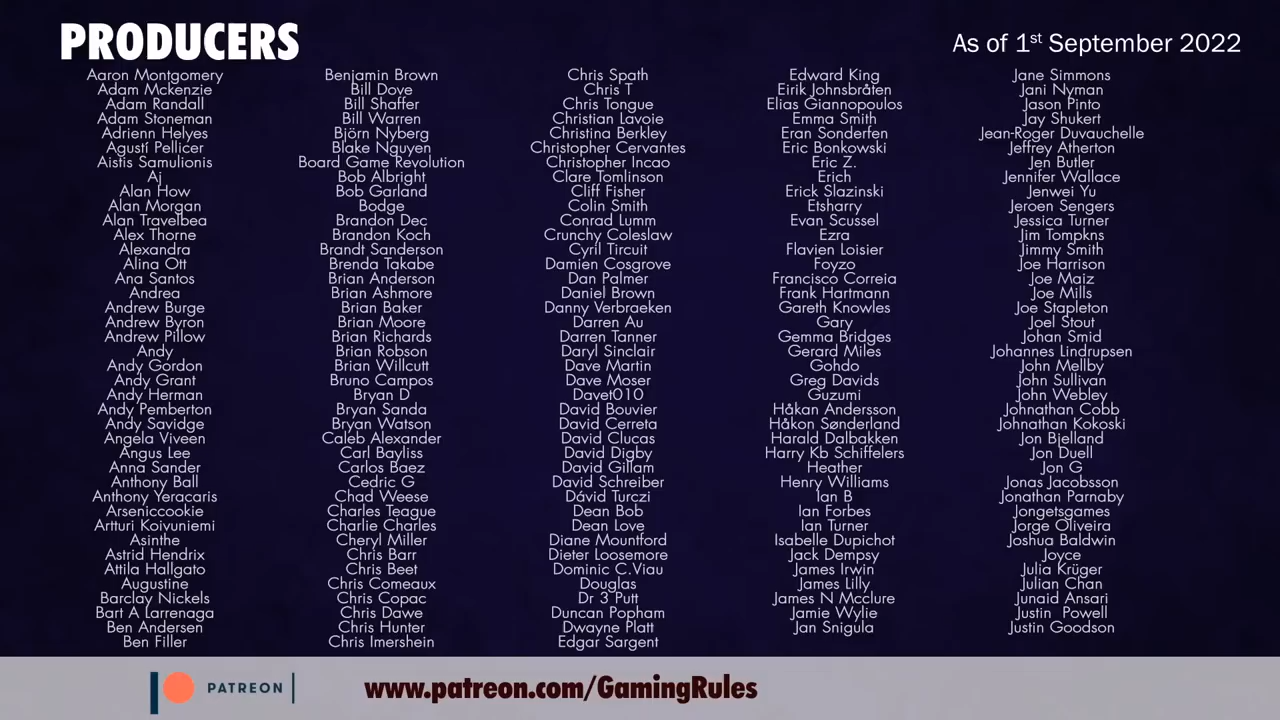 PRODUCERS
As of 1st September 2022
Aaron Montgomery
Adam Mckenzie
Adam Randall
Adam Stoneman
Adrienn Helyes
Agustí Pellicer
Aistis Samulionis
Aj
Alan How
Alan Morgan
Alan Travelbea
Alex Thorne
Alexandra
Alina Ott
Ana Santos
Andrea
Andrew Burge
Andrew Byron
Andrew Pillow
Andy
Andy Gordon
Andy Grant
Andy Herman
Andy Pemberton
Andy Savidge
Angela Viveen
Angus Lee
Anna Sander
Anthony Ball
Anthony Yeracaris
Arseniccookie
Artturi Koivuniemi
Asinthe
Astrid Hendrix
Attila Hallgato
Augustine
Barclay Nickels
Bart A Larrenaga
Ben Andersen
Ben Filler
Benjamin Brown
Bill Dove
Bill Shaffer
Bill Warren
Björn Nyberg
Blake Nguyen
Board Game Revolution
Bob Albright
Bob Garland
Bodge
Brandon Dec
Brandon Koch
Brandt Sanderson
Brenda Takabe
Brian Anderson
Brian Ashmore
Brian Baker
Brian Moore
Brian Richards
Brian Robson
Brian Willcutt
Bruno Campos
Bryan D
Bryan Sanda
Bryan Watson
Caleb Alexander
Carl Bayliss
Carlos Baez
Cedric G
Chad Weese
Charles Teague
Charlie Charles
Cheryl Miller
Chris Barr
Chris Beet
Chris Comeaux
Chris Copac
Chris Dawe
Chris Hunter
Chris Imershein
Chris Spath
Chris T
Chris Tongue
Christian Lavoie
Christina Berkley
Christopher Cervantes
Christopher Incao
Clare Tomlinson
Cliff Fisher
Colin Smith
Conrad Lumm
Crunchy Coleslaw
Cyril Tircuit
Damien Cosgrove
Dan Palmer
Daniel Brown
Danny Verbraeken
Darren Au
Darren Tanner
Daryl Sinclair
Dave Martin
Dave Moser
Davet010
David Bouvier
David Cerreta
David Clucas
David Digby
David Gillam
David Schreiber
Dávid Turczi
Dean Bob
Dean Love
Diane Mountford
Dieter Loosemore
Dominic C.Viau
Douglas
Dr 3 Putt
Duncan Popham
Dwayne Platt
Edgar Sargent
Edward King
Eirik Johnsbråten
Elias Giannopoulos
Emma Smith
Eran Sonderfen
Eric Bonkowski
Eric Z.
Erich
Erick Slazinski
Etsharry
Evan Scussel
Ezra
Flavien Loisier
Foyzo
Francisco Correia
Frank Hartmann
Gareth Knowles
Gary
Gemma Bridges
Gerard Miles
Gohdo
Greg Davids
Guzumi
Håkan Andersson
Håkon Sønderland
Harald Dalbakken
Harry Kb Schiffelers
Heather
Henry Williams
Ian B
Ian Forbes
Ian Turner
Isabelle Dupichot
Jack Dempsy
James Irwin
James Lilly
James N Mcclure
Jamie Wylie
Jan Snigula
Jane Simmons
Jani Nyman
Jason Pinto
Jay Shukert
Jean-Roger Duvauchelle
Jeffrey Atherton
Jen Butler
Jennifer Wallace
Jenwei Yu
Jeroen Sengers
Jessica Turner
Jim Tompkns
Jimmy Smith
Joe Harrison
Joe Maiz
Joe Mills
Joe Stapleton
Joel Stout
Johan Smid
Johannes Lindrupsen
John Mellby
John Sullivan
John Webley
Johnathan Cobb
Johnathan Kokoski
Jon Bjelland
Jon Duell
Jon G
Jonas Jacobsson
Jonathan Parnaby
Jongetsgames
Jorge Oliveira
Joshua Baldwin
Joyce
Julia Krüger
Julian Chan
Junaid Ansari
Justin  Powell
Justin Goodson
PATREON
www.patreon.com/GamingRules